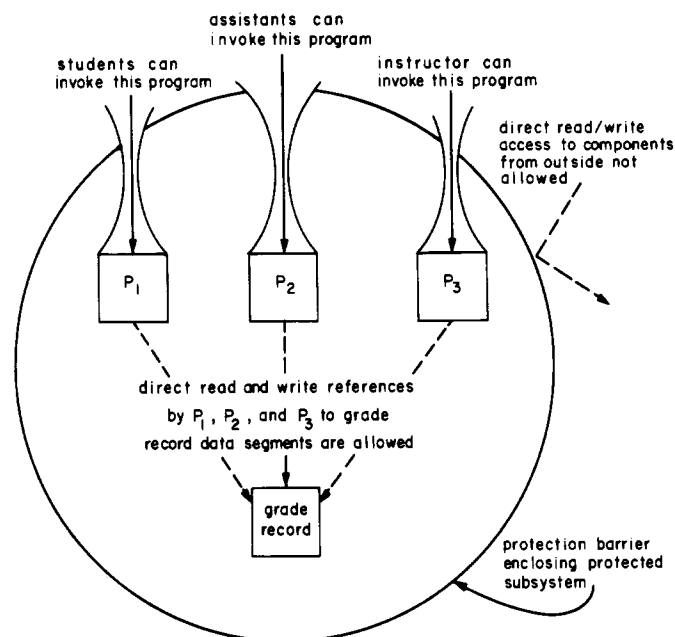 assistants can
invoke this program
students can
invoke this program
instructor can
invoke this program
direct read/write
access to components
from outside not
allowed
P1
P2
P3
direct read and write references
by P1, P2, and P3 to grade
record data segments are allowed
grade
record
protection barrier
enclosing protected
subsystem